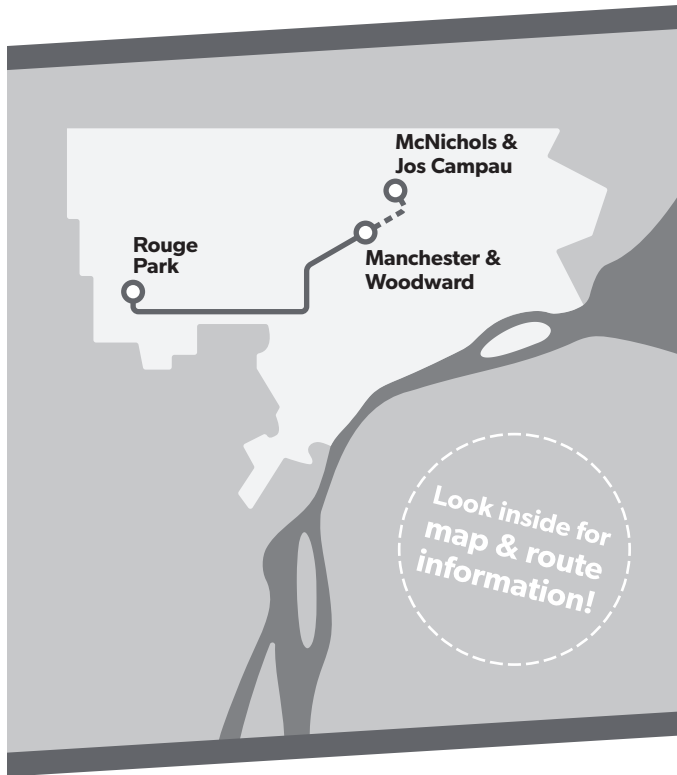 McNichols &
Jos Campau
Rouge
Park
Manchester &
Woodward
Look inside for
map & route
information!